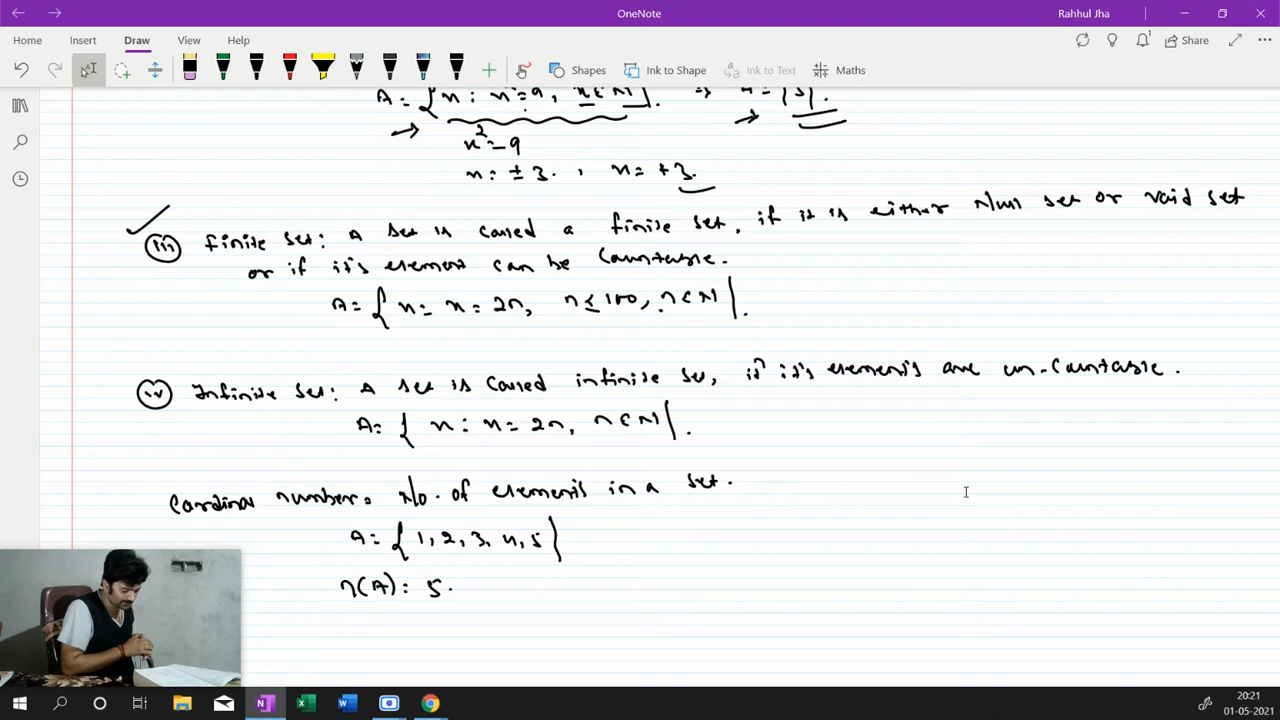 OneNote
Rahhul Jha
Home Insert Draw View Help
Share
Shapes Ink to Shape Ink to Text Maths
A = { x : x² = 9, x ∈ N }. ⇒ A = {3}.
x² = 9
x = ± 3. , x = + 3.
(iii) Finite set: A set is called a finite set, if it is either Null set or void set
or if it's element can be Countable.
A = { x : x = 2n, n ≤ 100, n ∈ N }.
(iv) Infinite set: A set is called infinite set, if it's elements are un-Countable.
A = { x : x = 2n, n ∈ N }.
Cardinal number = No. of elements in a set.
A = { 1, 2, 3, 4, 5 }
n(A) : 5.
20:21
01-05-2021